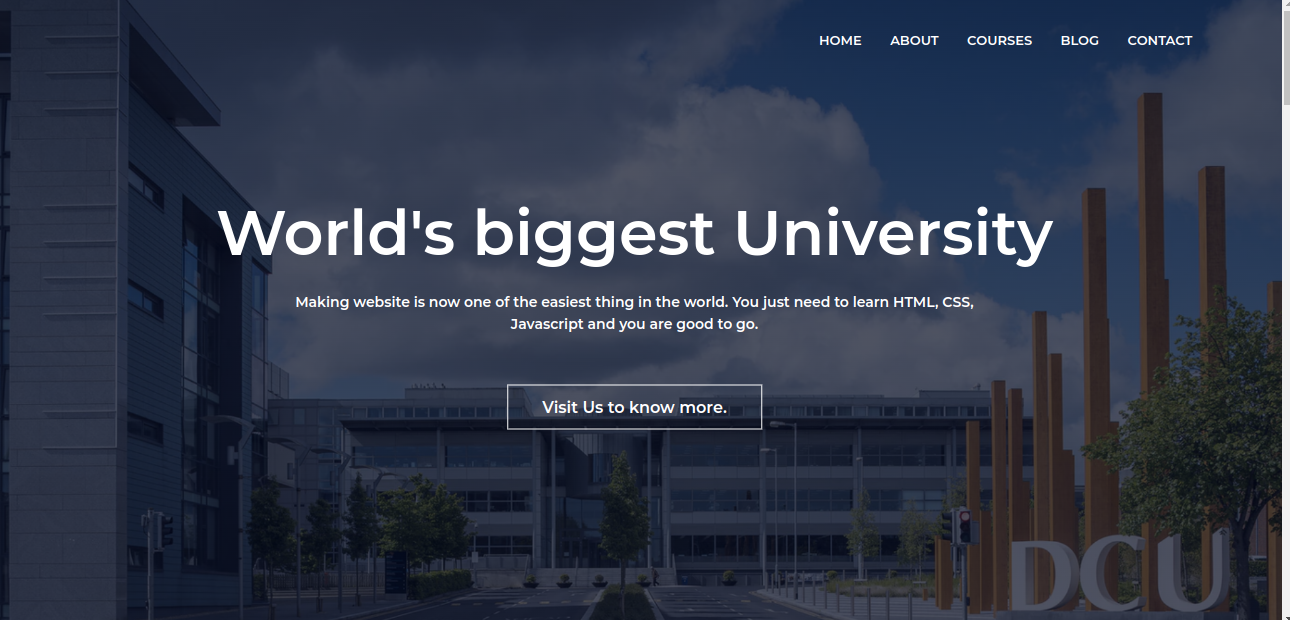 HOME ABOUT COURSES BLOG CONTACT
World's biggest University
Making website is now one of the easiest thing in the world. You just need to learn HTML, CSS,
Javascript and you are good to go.
Visit Us to know more.
DCU